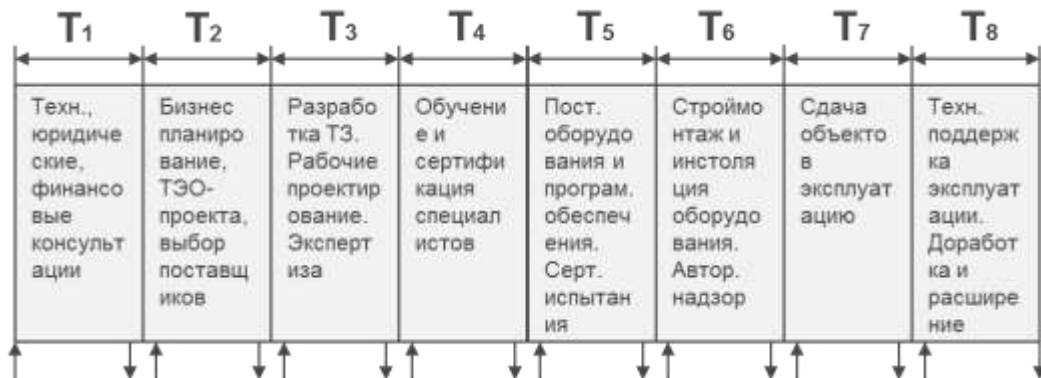 T1 T2 T3 T4 T5 T6 T7 T8
Техн.,
юридиче
ские,
финансо
вые
консульт
ации
Бизнес
планиро
вание,
ТЭО-
проекта,
выбор
поставщ
иков
Разрабо
тка ТЗ.
Рабочие
проектир
ование.
Эксперт
иза
Обучени
е и
сертифи
кация
специал
истов
Пост.
оборудо
вания и
програм.
обеспеч
ения.
Серт.
испытан
ия
Строймо
нтаж и
инстоля
ция
оборудо
вания.
Автор.
надзор
Сдача
объекто
в
эксплуат
ацию
Техн.
поддерж
ка
эксплуат
ации.
Доработ
ка и
расшире
ние